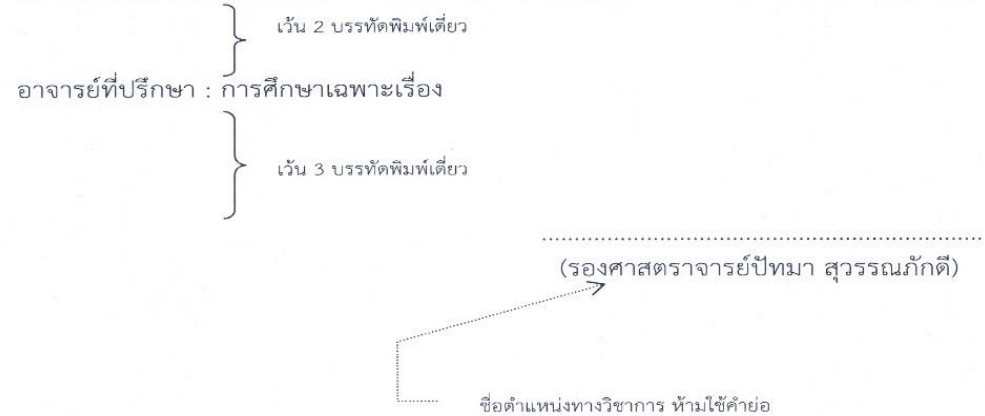 เว้น 2 บรรทัดพิมพ์เดี่ยว
อาจารย์ที่ปรึกษา : การศึกษาเฉพาะเรื่อง
เว้น 3 บรรทัดพิมพ์เดี่ยว
(รองศาสตราจารย์ปัทมา สุวรรณภักดี)
ชื่อตำแหน่งทางวิชาการ ห้ามใช้คำย่อ